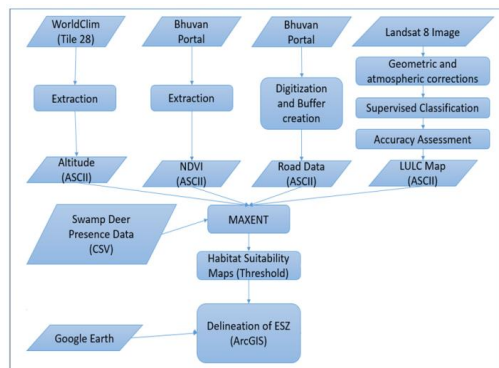 WorldClim
(Tile 28)
Bhuvan
Portal
Bhuvan
Portal
Landsat 8 Image
Extraction
Extraction
Digitization
and Buffer
creation
Geometric and
atmospheric corrections
Supervised Classification
Accuracy Assessment
Altitude
(ASCII)
NDVI
(ASCII)
Road Data
(ASCII)
LULC Map
(ASCII)
Swamp Deer
Presence Data
(CSV)
MAXENT
Habitat Suitability
Maps (Threshold)
Google Earth
Delineation of ESZ
(ArcGIS)